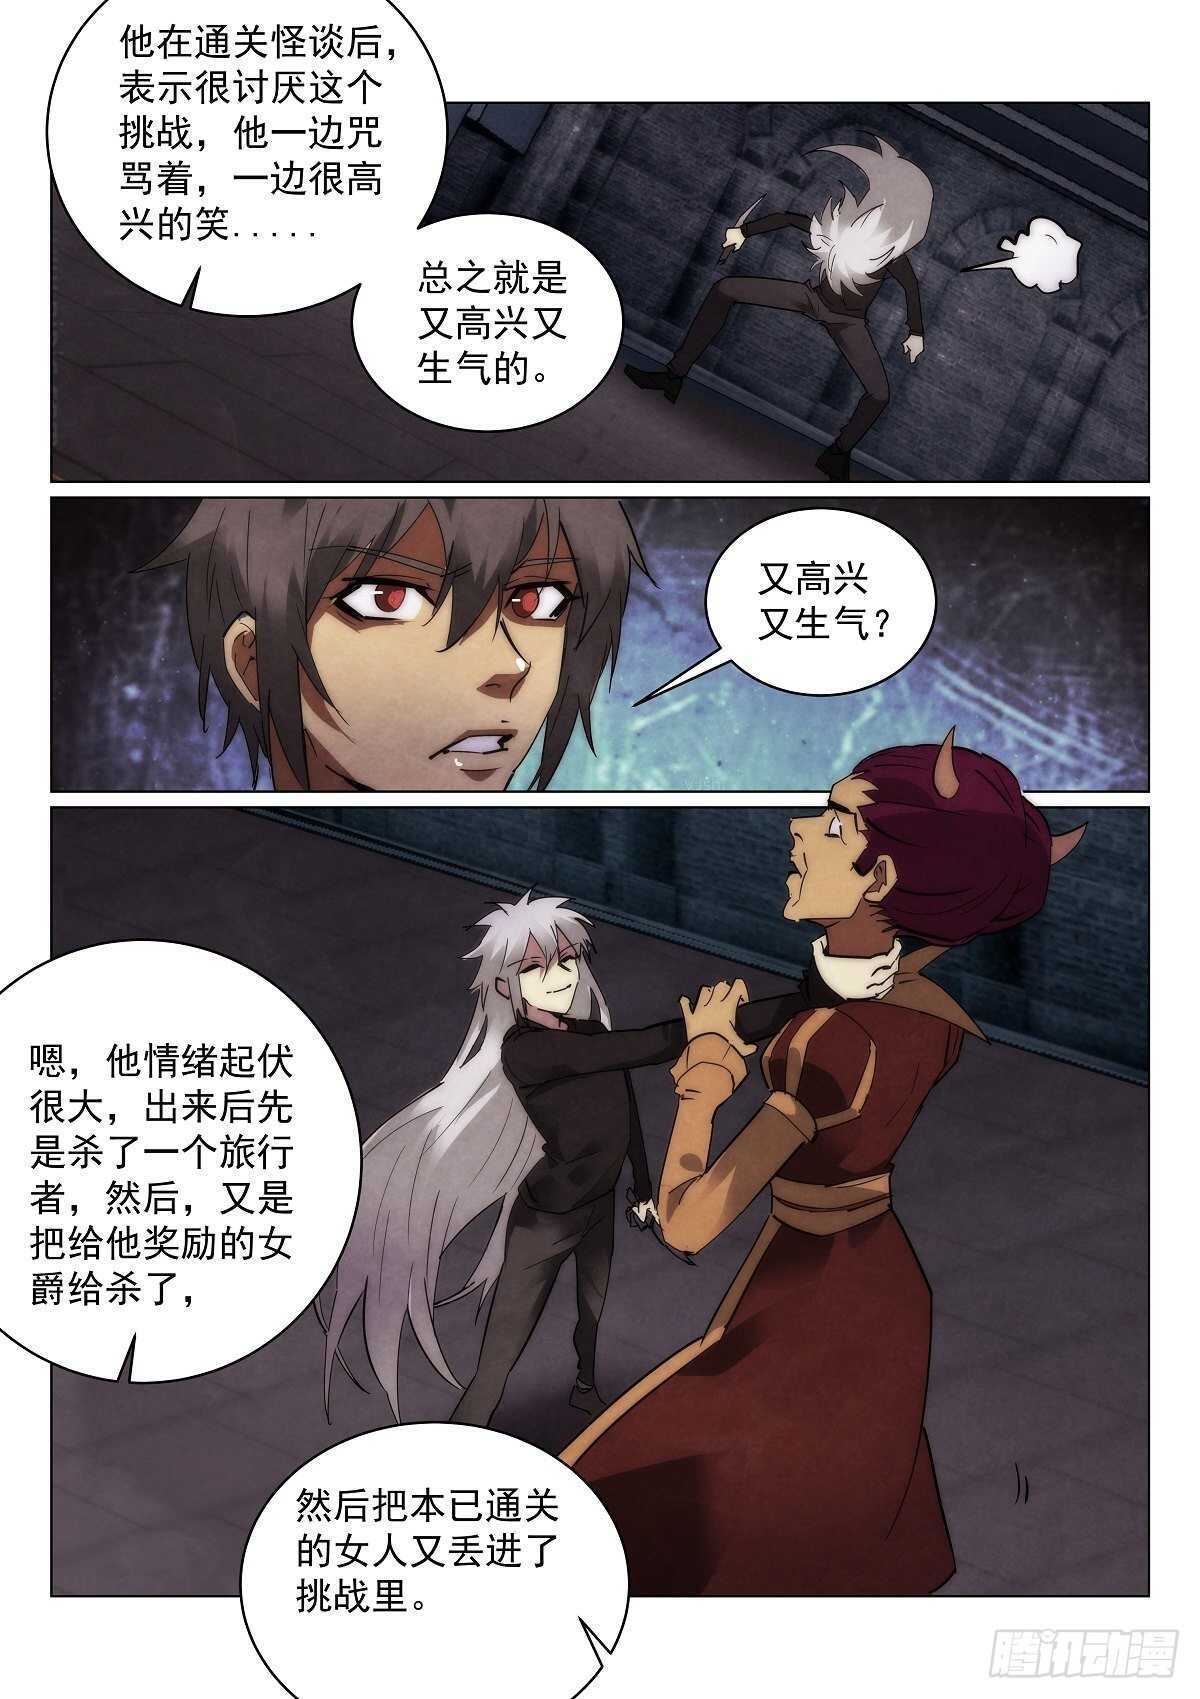 他在通关怪谈后，
表示很讨厌这个
挑战，他一边咒
骂着，一边很高
兴的笑.....
总之就是
又高兴又
生气的。
又高兴
又生气？
嗯，他情绪起伏
很大，出来后先
是杀了一个旅行
者，然后，又是
把给他奖励的女
爵给杀了，
然后把本已通关
的女人又丢进了
挑战里。
腾讯动漫